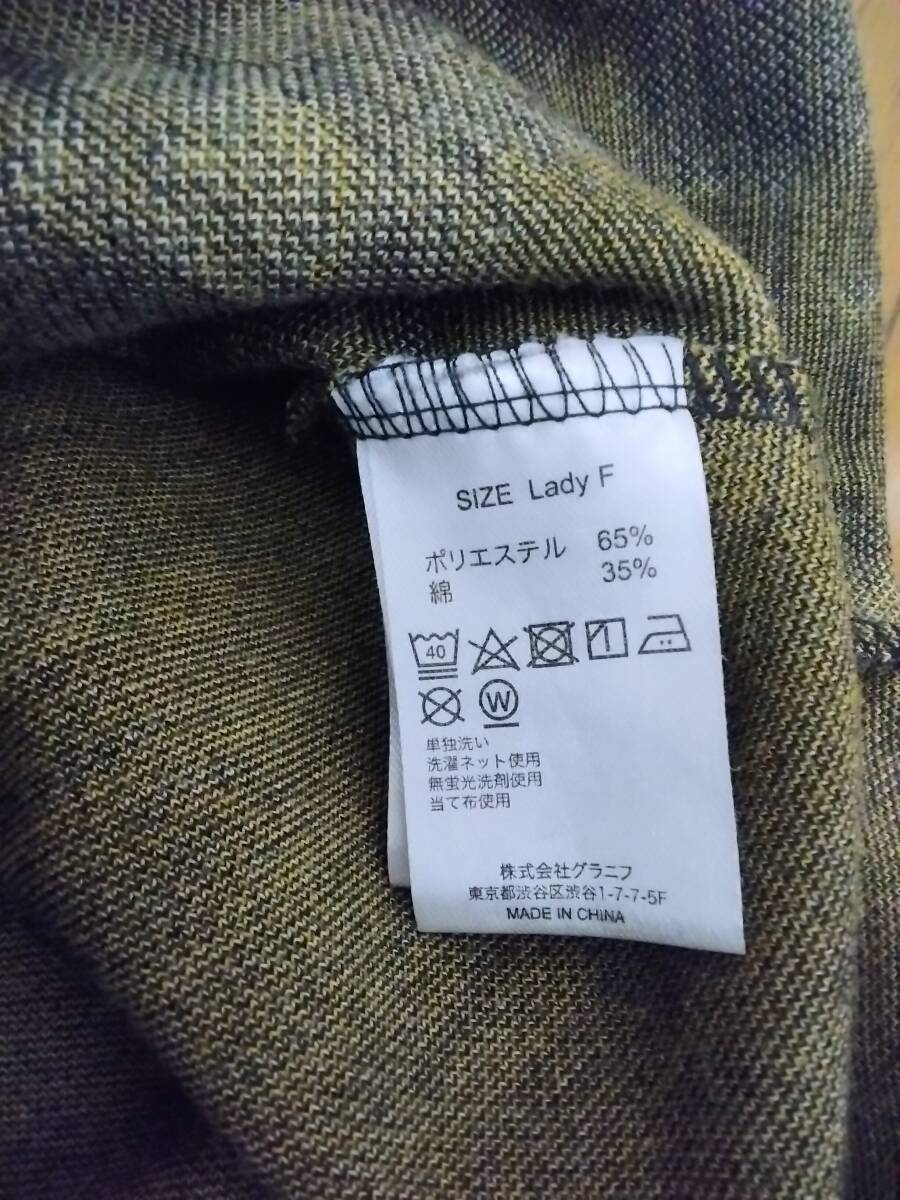 SIZE Lady F
ポリエステル 65%
綿 35%
40
W
単独洗い
洗濯ネット使用
無蛍光洗剤使用
当て布使用
株式会社グラニフ
東京都渋谷区渋谷1-7-7-5F
MADE IN CHINA